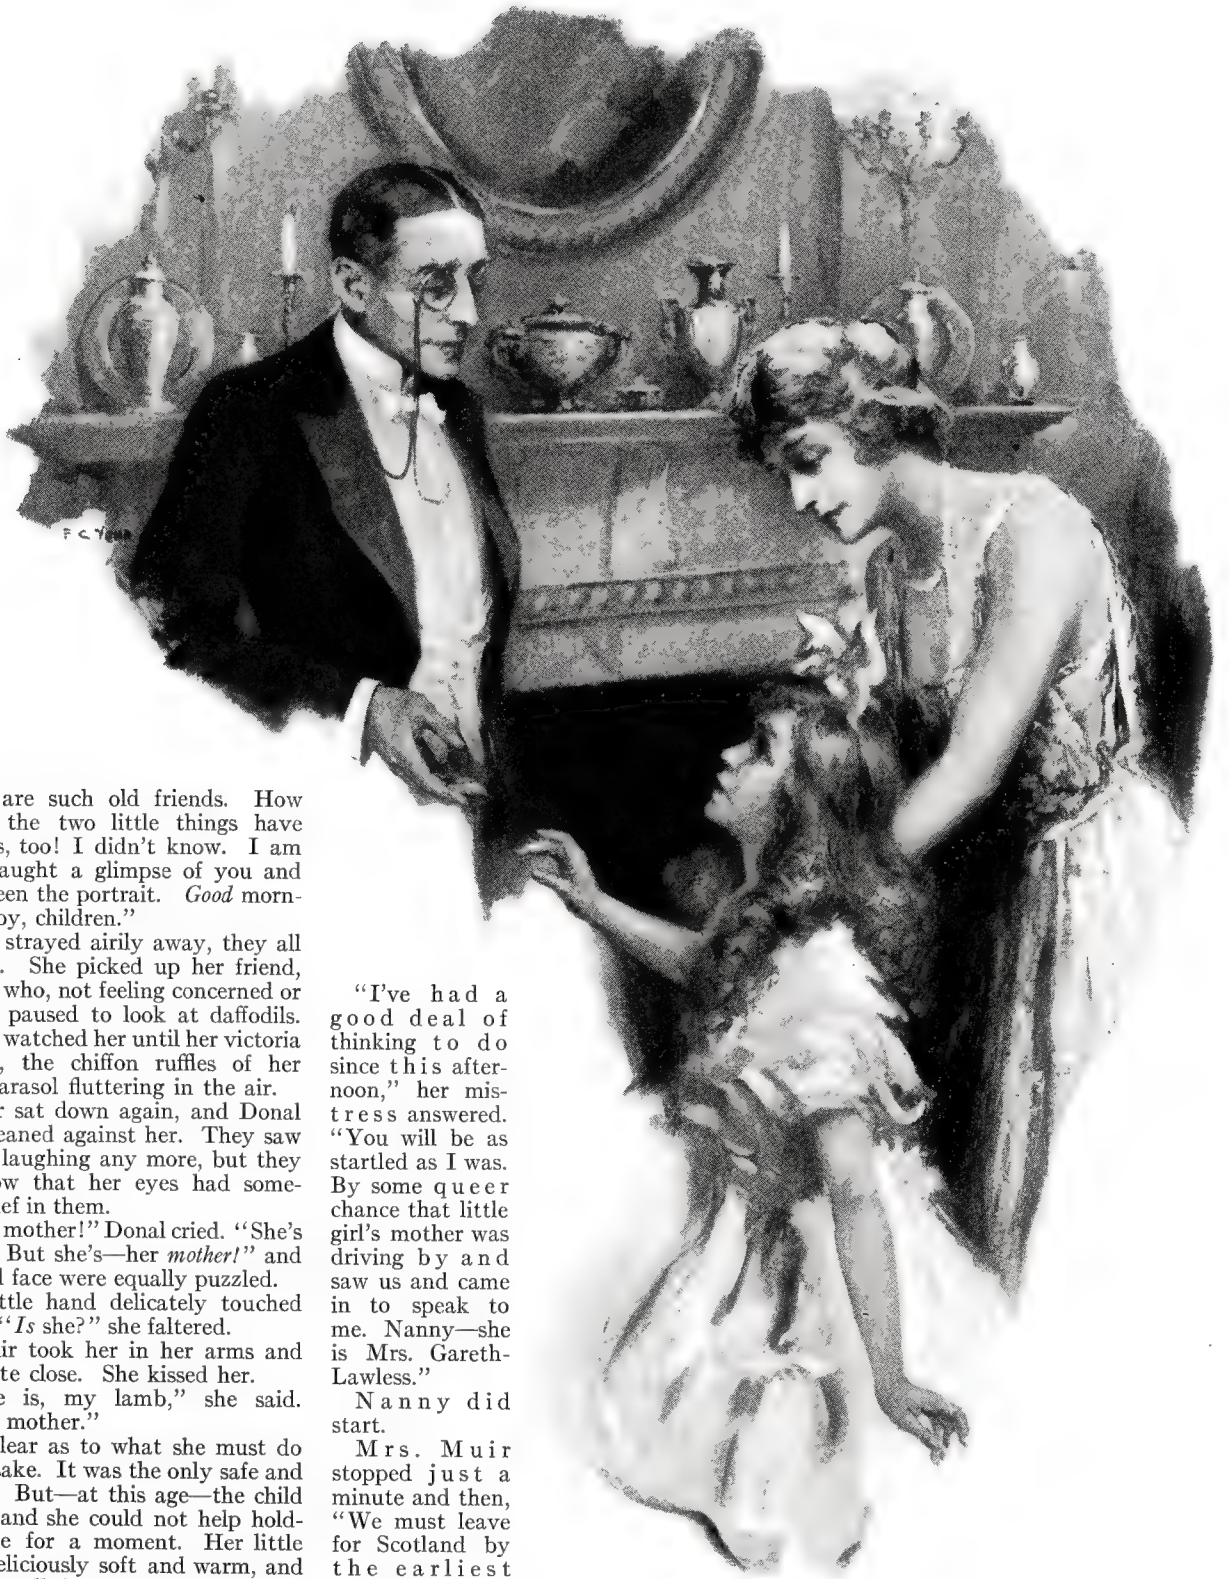 F C Yohn
are such old friends. How
the two little things have
s, too! I didn't know. I am
aught a glimpse of you and
een the portrait. Good morn-
oy, children."
strayed airily away, they all
. She picked up her friend,
who, not feeling concerned or
paused to look at daffodils.
watched her until her victoria
, the chiffon ruffles of her
arasol fluttering in the air.
r sat down again, and Donal
eaned against her. They saw
laughing any more, but they
ow that her eyes had some-
ef in them.
mother!" Donal cried. "She's
But she's—her mother!" and
l face were equally puzzled.
ttle hand delicately touched
"Is she?" she faltered.
ir took her in her arms and
te close. She kissed her.
e is, my lamb," she said.
mother."
lear as to what she must do
ake. It was the only safe and
But—at this age—the child
and she could not help hold-
e for a moment. Her little
eliciously soft and warm, and
"I've had a
good deal of
thinking to do
since this after-
noon," her mis-
tress answered.
"You will be as
startled as I was.
By some queer
chance that little
girl's mother was
driving by and
saw us and came
in to speak to
me. Nanny—she
is Mrs. Gareth-
Lawless."
Nanny did
start.
Mrs. Muir
stopped just a
minute and then,
"We must leave
for Scotland by
the earliest